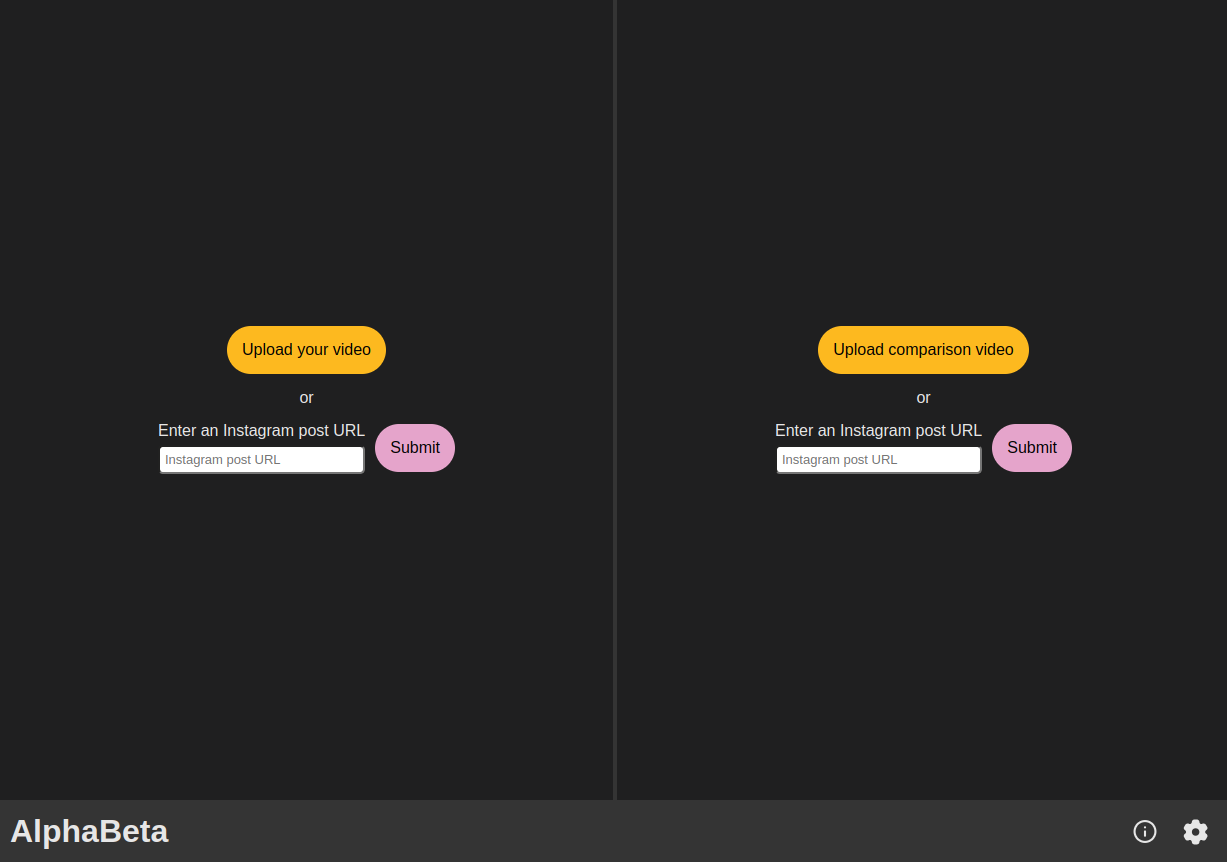 Upload your video
or
Enter an Instagram post URL
Instagram post URL
Submit
Upload comparison video
or
Enter an Instagram post URL
Instagram post URL
Submit
AlphaBeta